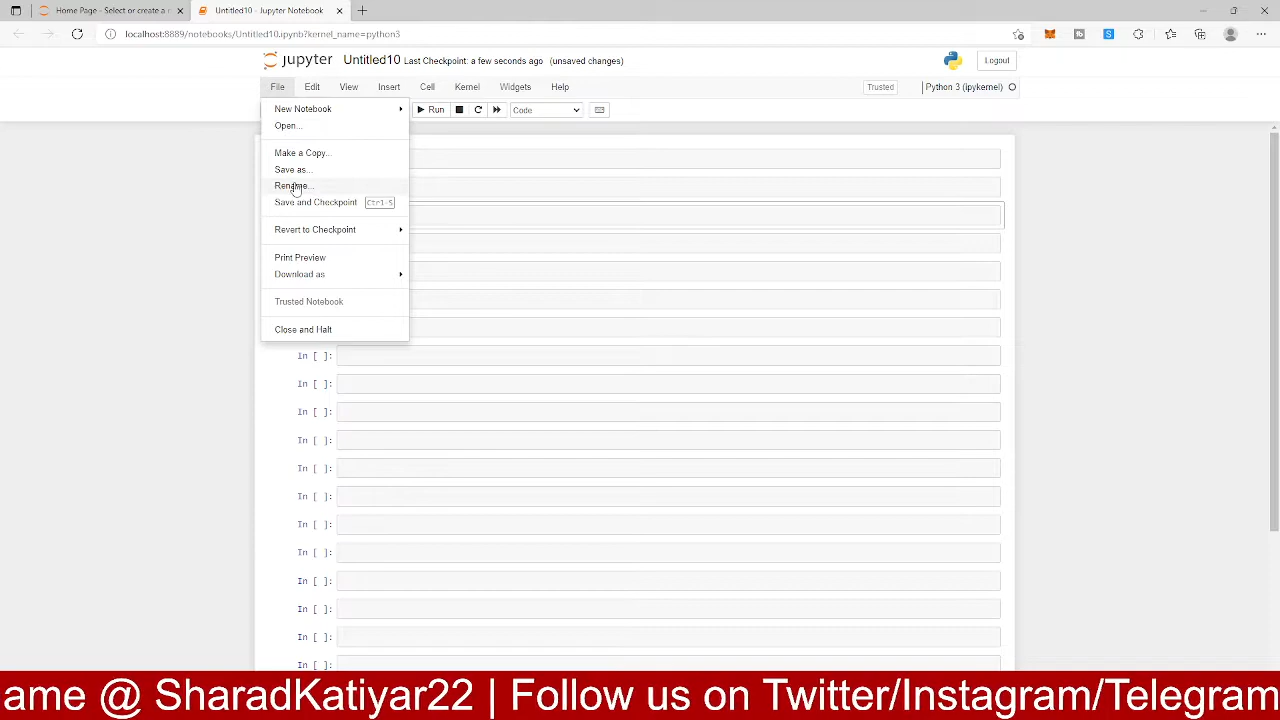 Home Page - Select or create a n
Untitled10 - Jupyter Notebook
localhost:8889/notebooks/Untitled10.ipynb?kernel_name=python3
jupyter Untitled10 Last Checkpoint: a few seconds ago (unsaved changes)
Logout
File Edit View Insert Cell Kernel Widgets Help
Trusted
Python 3 (ipykernel)
Run
Code
New Notebook
Open...
Make a Copy...
Save as...
Rename...
Save and Checkpoint Ctrl-S
Revert to Checkpoint
Print Preview
Download as
Trusted Notebook
Close and Halt
In [ ]:
In [ ]:
In [ ]:
In [ ]:
In [ ]:
In [ ]:
In [ ]:
In [ ]:
In [ ]:
In [ ]:
In [ ]:
In [ ]:
ame @ SharadKatiyar22 | Follow us on Twitter/Instagram/Telegram